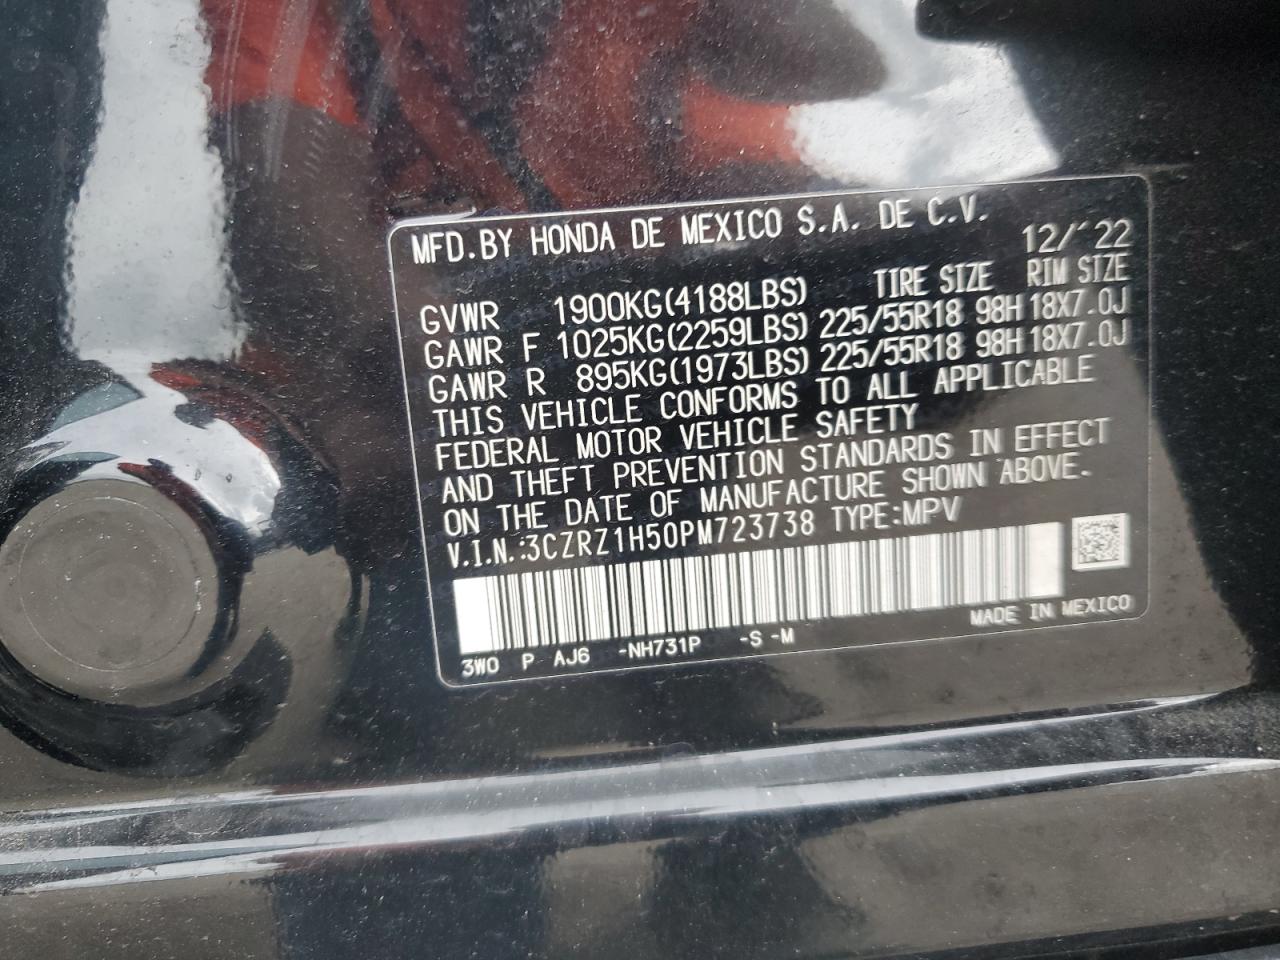 MFD.BY HONDA DE MEXICO S.A. DE C.V. 12/'22
TIRE SIZE RIM SIZE
GVWR 1900KG(4188LBS)
GAWR F 1025KG(2259LBS) 225/55R18 98H 18X7.0J
GAWR R 895KG(1973LBS) 225/55R18 98H 18X7.0J
THIS VEHICLE CONFORMS TO ALL APPLICABLE
FEDERAL MOTOR VEHICLE SAFETY
AND THEFT PREVENTION STANDARDS IN EFFECT
ON THE DATE OF MANUFACTURE SHOWN ABOVE.
V.I.N.:3CZRZ1H50PM723738 TYPE:MPV
MADE IN MEXICO
3W0 P AJ6 -NH731P -S -M